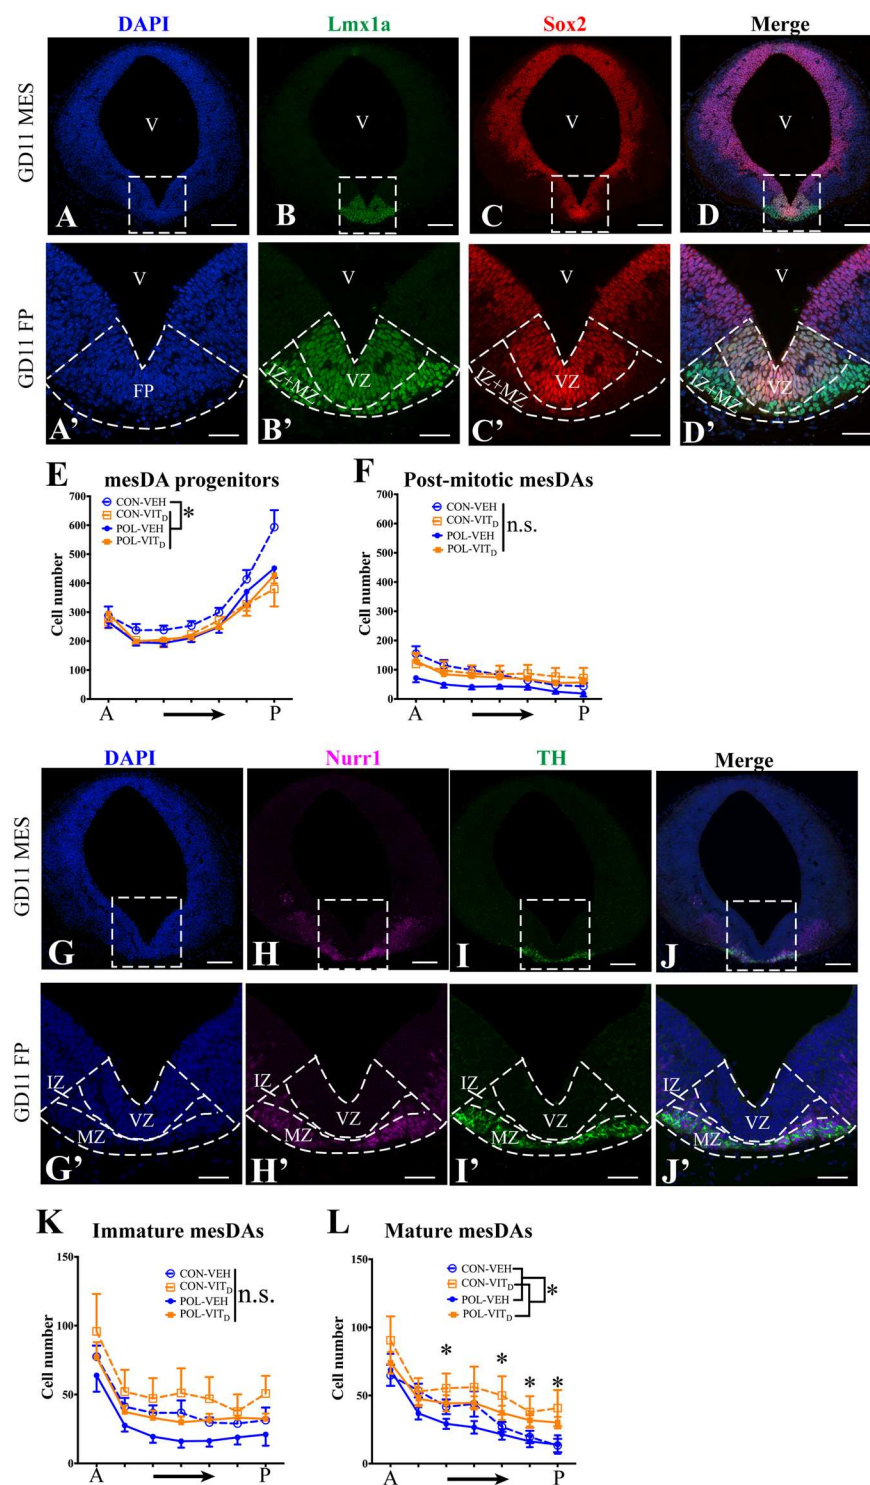 DAPI Lmx1a Sox2 Merge
GD11 MES
V V V V
A B C D
GD11 FP
V V V V
FP
IZ+MZ VZ
IZ+MZ VZ
IZ+MZ VZ
A' B' C' D'
E mesDA progenitors
CON-VEH
CON-VITD
POL-VEH
POL-VITD
*
Cell number
700
600
500
400
300
200
100
0
A P
F Post-mitotic mesDAs
CON-VEH
CON-VITD
POL-VEH
POL-VITD
n.s.
Cell number
700
600
500
400
300
200
100
0
A P
DAPI Nurr1 TH Merge
GD11 MES
G H I J
GD11 FP
IZ VZ MZ
IZ VZ MZ
IZ VZ MZ
IZ VZ MZ
G' H' I' J'
K Immature mesDAs
CON-VEH
CON-VITD
POL-VEH
POL-VITD
n.s.
Cell number
150
100
50
0
A P
L Mature mesDAs
CON-VEH
CON-VITD
POL-VEH
POL-VITD
*
* * * *
Cell number
150
100
50
0
A P